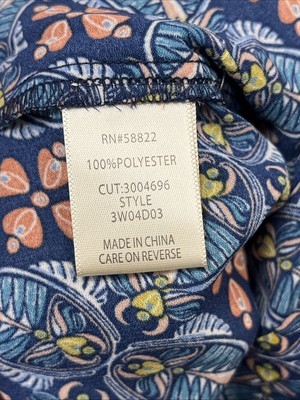 RN#58822
100%POLYESTER
CUT:3004696
STYLE
3W04D03
MADE IN CHINA
CARE ON REVERSE